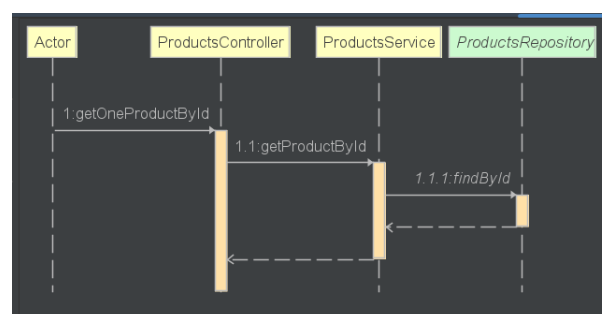 Actor
ProductsController
ProductsService
ProductsRepository
1:getOneProductById
1.1:getProductById
1.1.1:findById